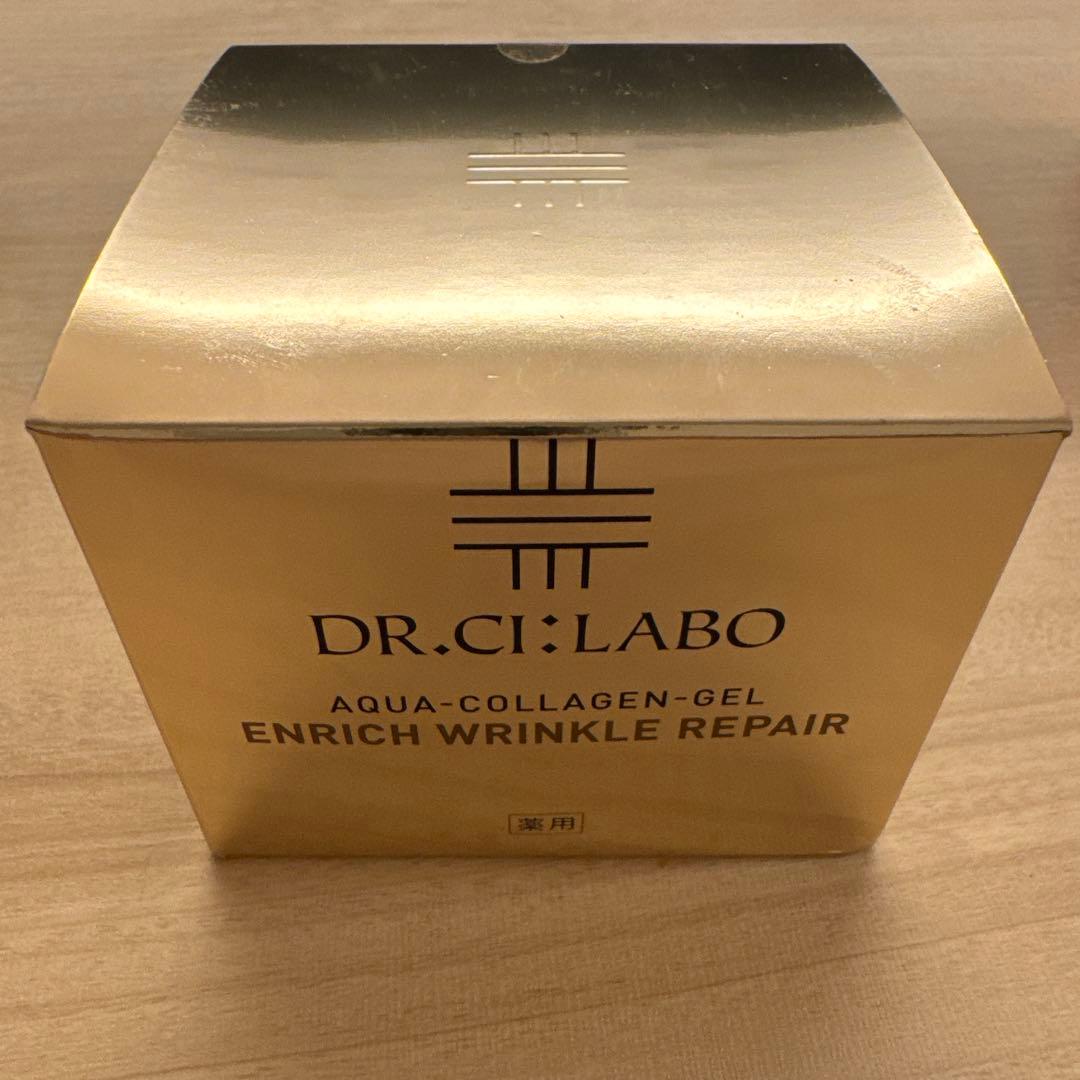 DR.CI:LABO
AQUA-COLLAGEN-GEL
ENRICH WRINKLE REPAIR
薬用